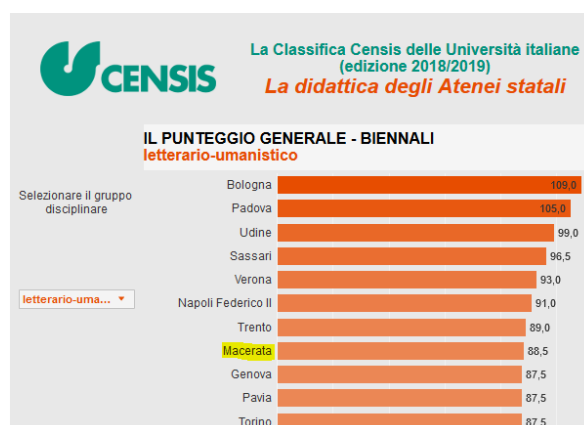 CENSIS
La Classifica Censis delle Università italiane
(edizione 2018/2019)
La didattica degli Atenei statali
IL PUNTEGGIO GENERALE - BIENNALI
letterario-umanistico
Selezionare il gruppo
disciplinare
letterario-uma...
Bologna 109,0
Padova 105,0
Udine 99,0
Sassari 96,5
Verona 93,0
Napoli Federico II 91,0
Trento 89,0
Macerata 88,5
Genova 87,5
Pavia 87,5
Torino 87,5